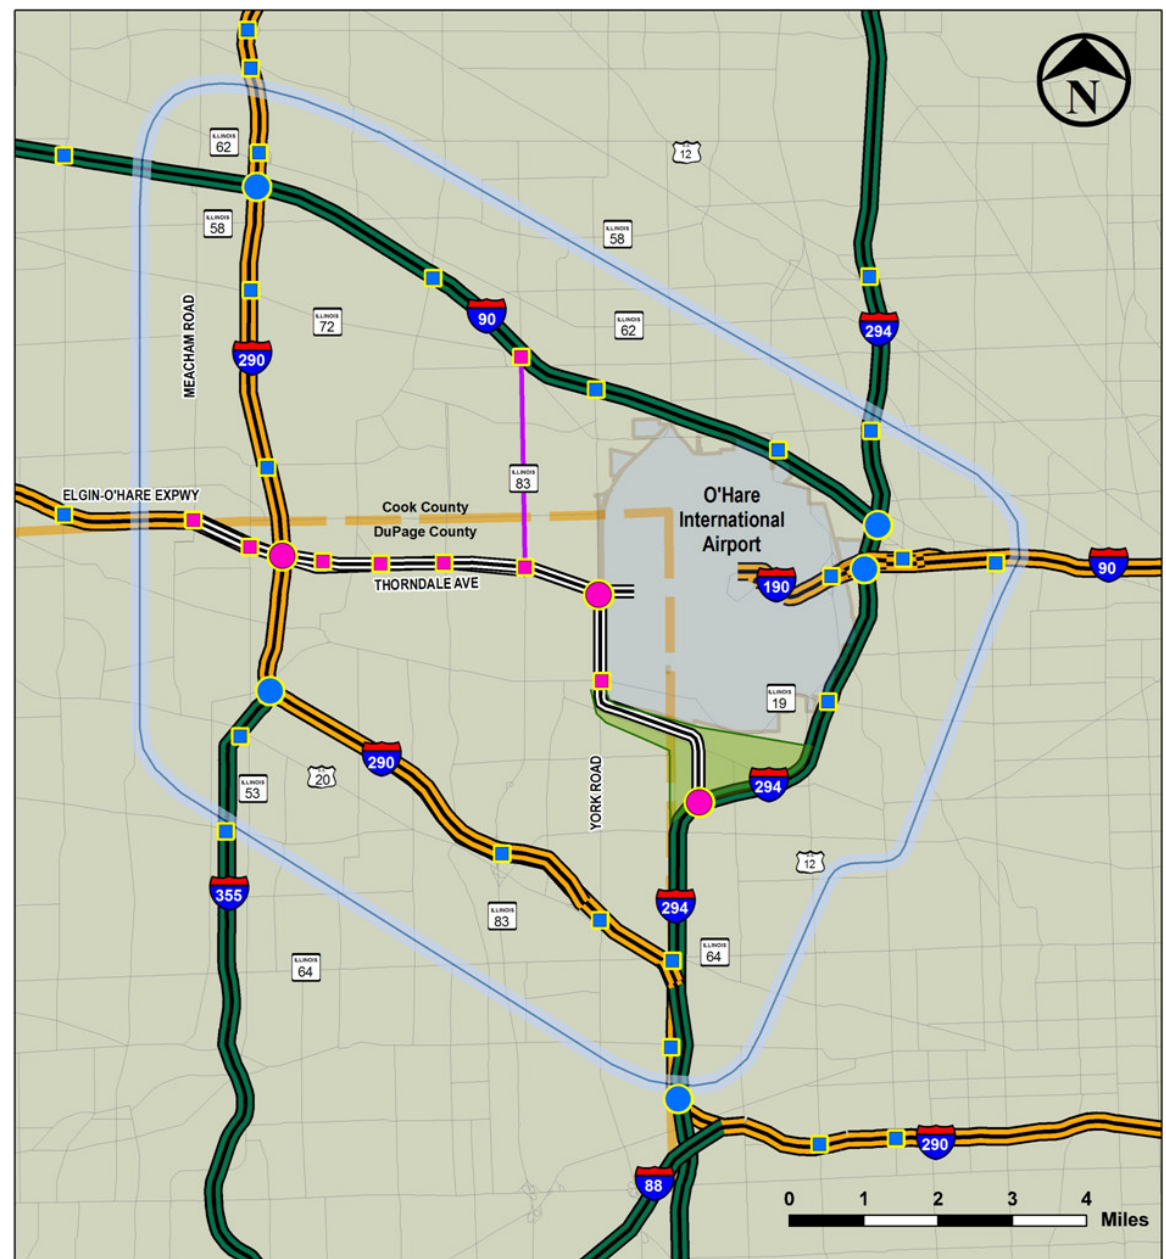 N
ILLINOIS
62
US
12
ILLINOIS
58
ILLINOIS
58
MEACHAM ROAD
ILLINOIS
72
90
ILLINOIS
62
294
290
ILLINOIS
83
ELGIN-O'HARE EXPWY
Cook County
DuPage County
O'Hare
International
Airport
THORNDALE AVE
190
90
ILLINOIS
19
290
US
20
ILLINOIS
53
YORK ROAD
294
12
355
294
ILLINOIS
83
ILLINOIS
64
ILLINOIS
64
290
88
0 1 2 3 4
Miles